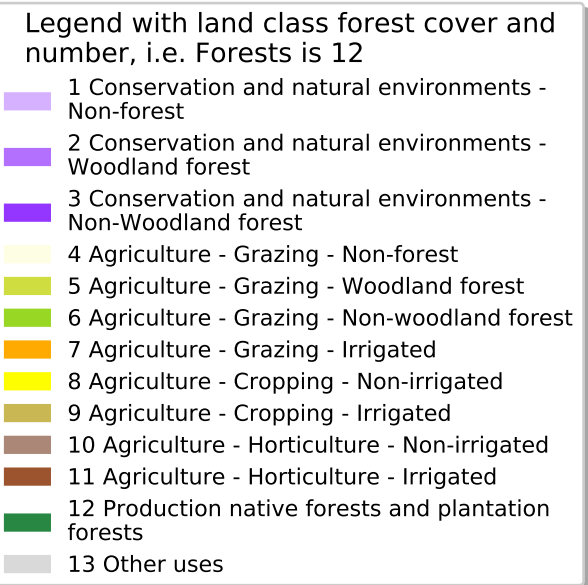 Legend with land class forest cover and
number, i.e. Forests is 12
1 Conservation and natural environments -
Non-forest
2 Conservation and natural environments -
Woodland forest
3 Conservation and natural environments -
Non-Woodland forest
4 Agriculture - Grazing - Non-forest
5 Agriculture - Grazing - Woodland forest
6 Agriculture - Grazing - Non-woodland forest
7 Agriculture - Grazing - Irrigated
8 Agriculture - Cropping - Non-irrigated
9 Agriculture - Cropping - Irrigated
10 Agriculture - Horticulture - Non-irrigated
11 Agriculture - Horticulture - Irrigated
12 Production native forests and plantation
forests
13 Other uses